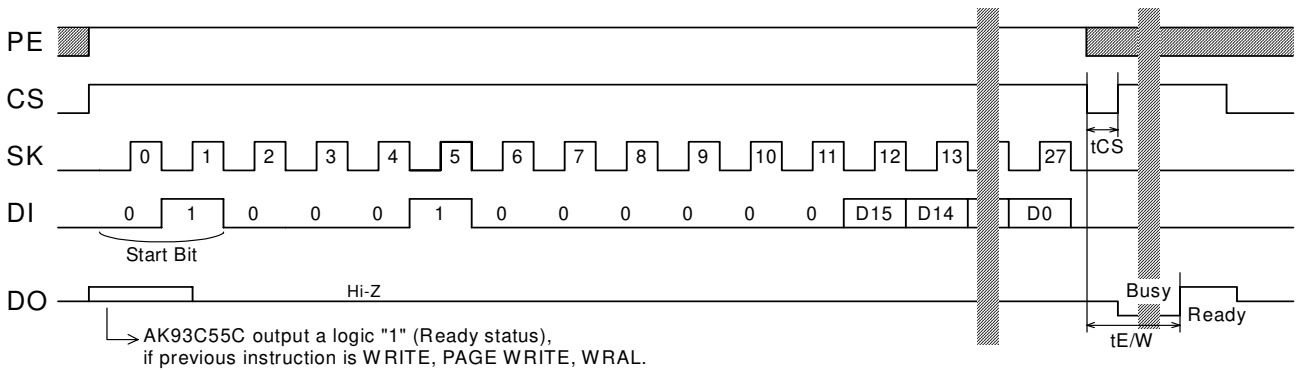 PE
CS
tCS
SK 0 1 2 3 4 5 6 7 8 9 10 11 12 13 27
DI 0 1 0 0 0 1 0 0 0 0 0 0 D15 D14 D0
Start Bit
DO Hi-Z Busy Ready
tE/W
AK93C55C output a logic "1" (Ready status),
if previous instruction is WRITE, PAGE WRITE, WRAL.